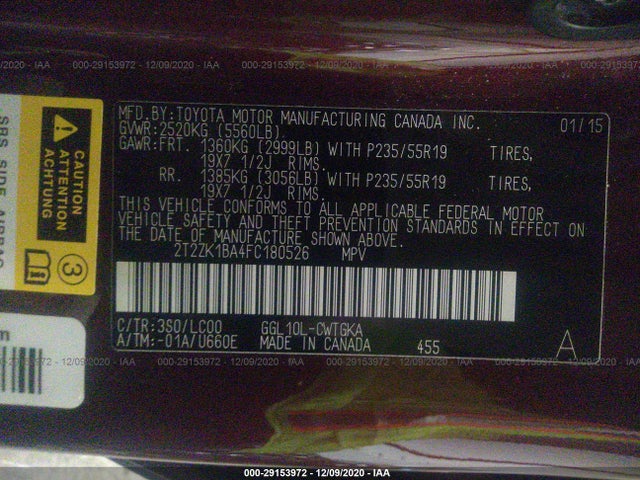 000-29153972 - 12/09/2020 - IAA
MFD.BY:TOYOTA MOTOR MANUFACTURING CANADA INC. 01/15
GVWR:2520KG (5560LB)
GAWR:FRT. 1360KG (2999LB) WITH P235/55R19 TIRES,
19X7 1/2J RIMS.
RR. 1385KG (3056LB) WITH P235/55R19 TIRES,
19X7 1/2J RIMS.
THIS VEHICLE CONFORMS TO ALL APPLICABLE FEDERAL MOTOR
VEHICLE SAFETY AND THEFT PREVENTION STANDARDS IN EFFECT ON
THE DATE OF MANUFACTURE SHOWN ABOVE.
2T2ZK1BA4FC180526 MPV
C/TR:3S0/LC00 GGL10L-CWTGKA
A/TM:-01A/U660E MADE IN CANADA 455 A
CAUTION
ATTENTION
ACHTUNG
3
SRS SIDE AIRBAG
000-29153972 - 12/09/2020 - IAA
000-29153972 - 12/09/2020 - IAA